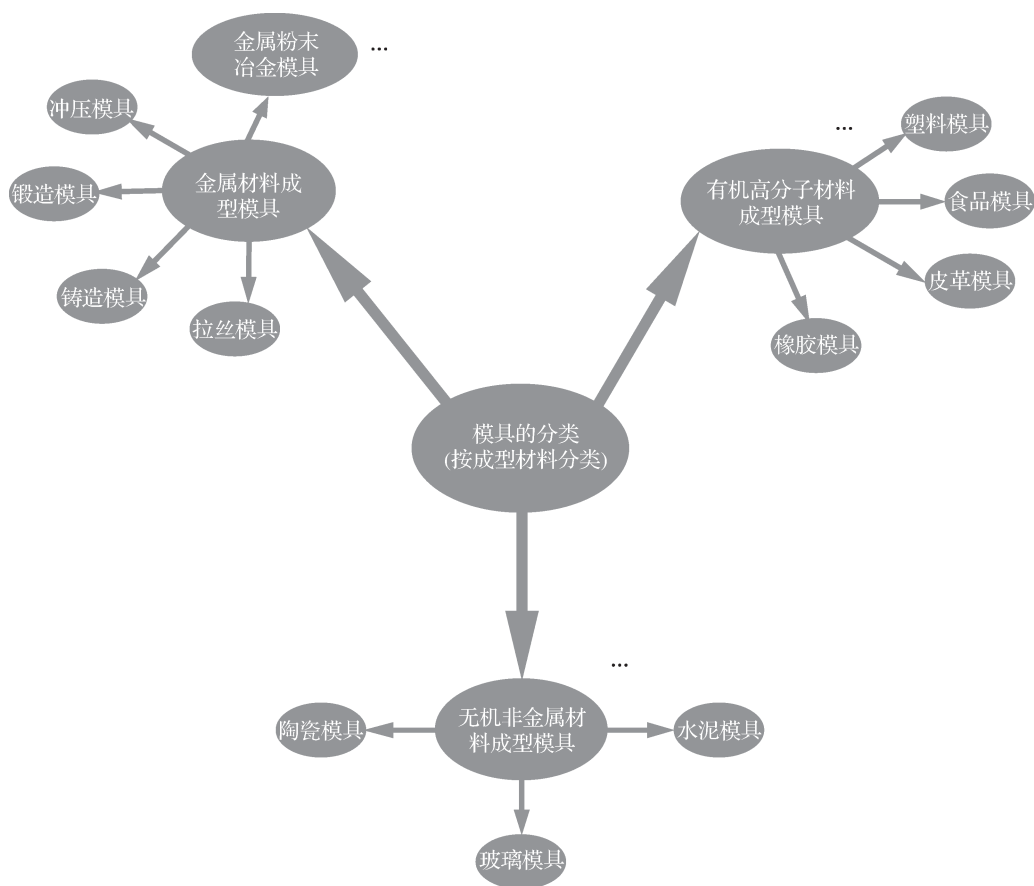 金属粉末
冶金模具
...
冲压模具
锻造模具
金属材料成
型模具
铸造模具
拉丝模具
...
塑料模具
有机高分子材料
成型模具
食品模具
皮革模具
橡胶模具
模具的分类
(按成型材料分类)
...
陶瓷模具
无机非金属材
料成型模具
水泥模具
玻璃模具